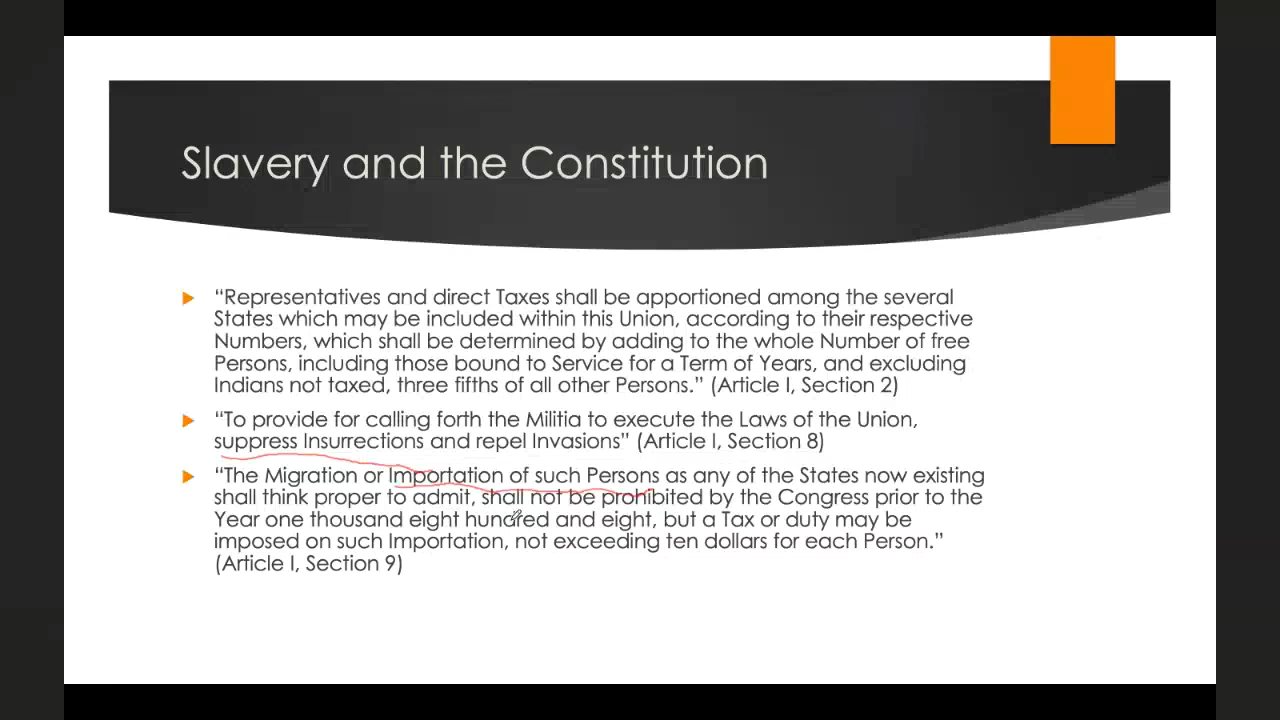 Slavery and the Constitution
“Representatives and direct Taxes shall be apportioned among the several
States which may be included within this Union, according to their respective
Numbers, which shall be determined by adding to the whole Number of free
Persons, including those bound to Service for a Term of Years, and excluding
Indians not taxed, three fifths of all other Persons.” (Article I, Section 2)
“To provide for calling forth the Militia to execute the Laws of the Union,
suppress Insurrections and repel Invasions” (Article I, Section 8)
“The Migration or Importation of such Persons as any of the States now existing
shall think proper to admit, shall not be prohibited by the Congress prior to the
Year one thousand eight hundred and eight, but a Tax or duty may be
imposed on such Importation, not exceeding ten dollars for each Person.”
(Article I, Section 9)